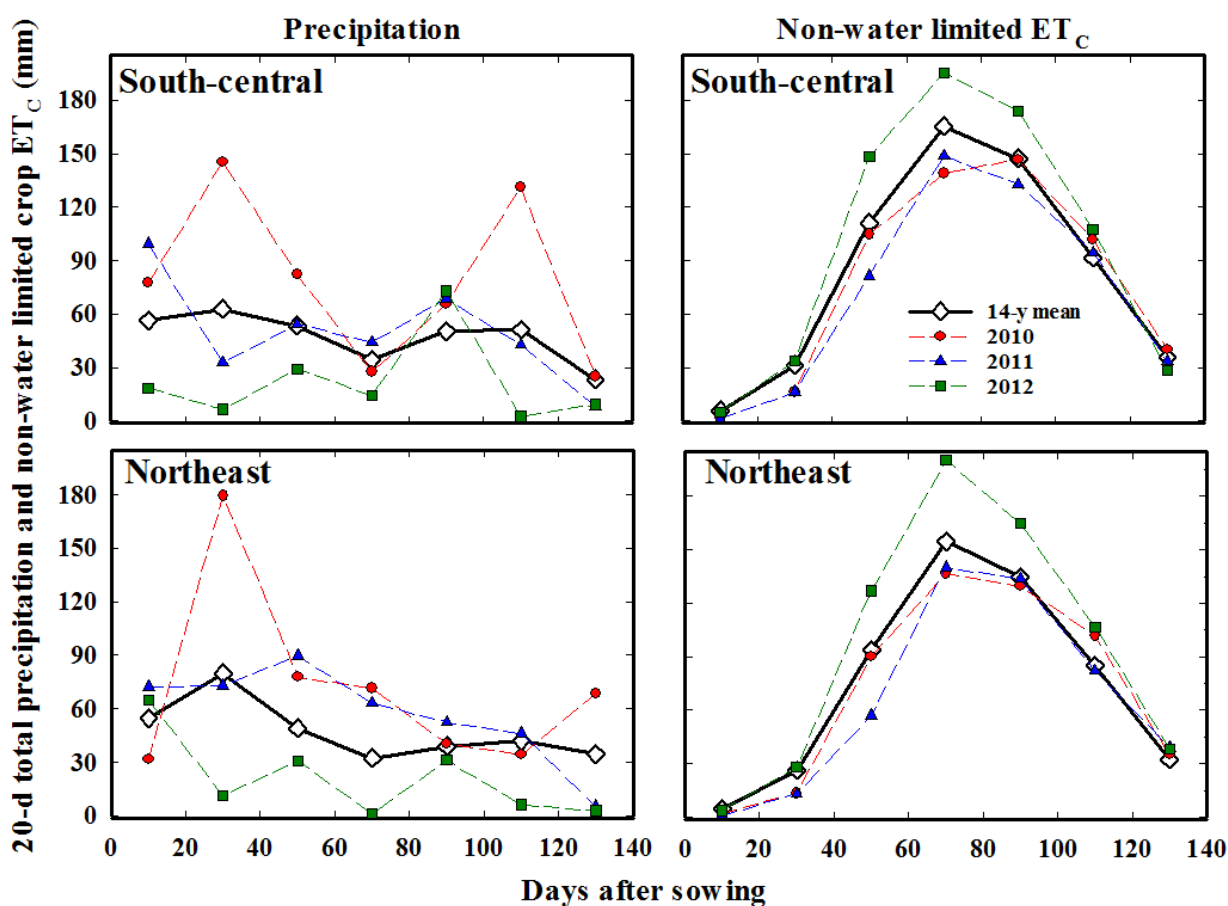 Precipitation
Non-water limited ET_C
20-d total precipitation and non-water limited crop ET_C (mm)
South-central
South-central
180
150
120
90
60
30
0
14-y mean
2010
2011
2012
Northeast
Northeast
180
150
120
90
60
30
0
0 20 40 60 80 100 120 140
0 20 40 60 80 100 120 140
Days after sowing